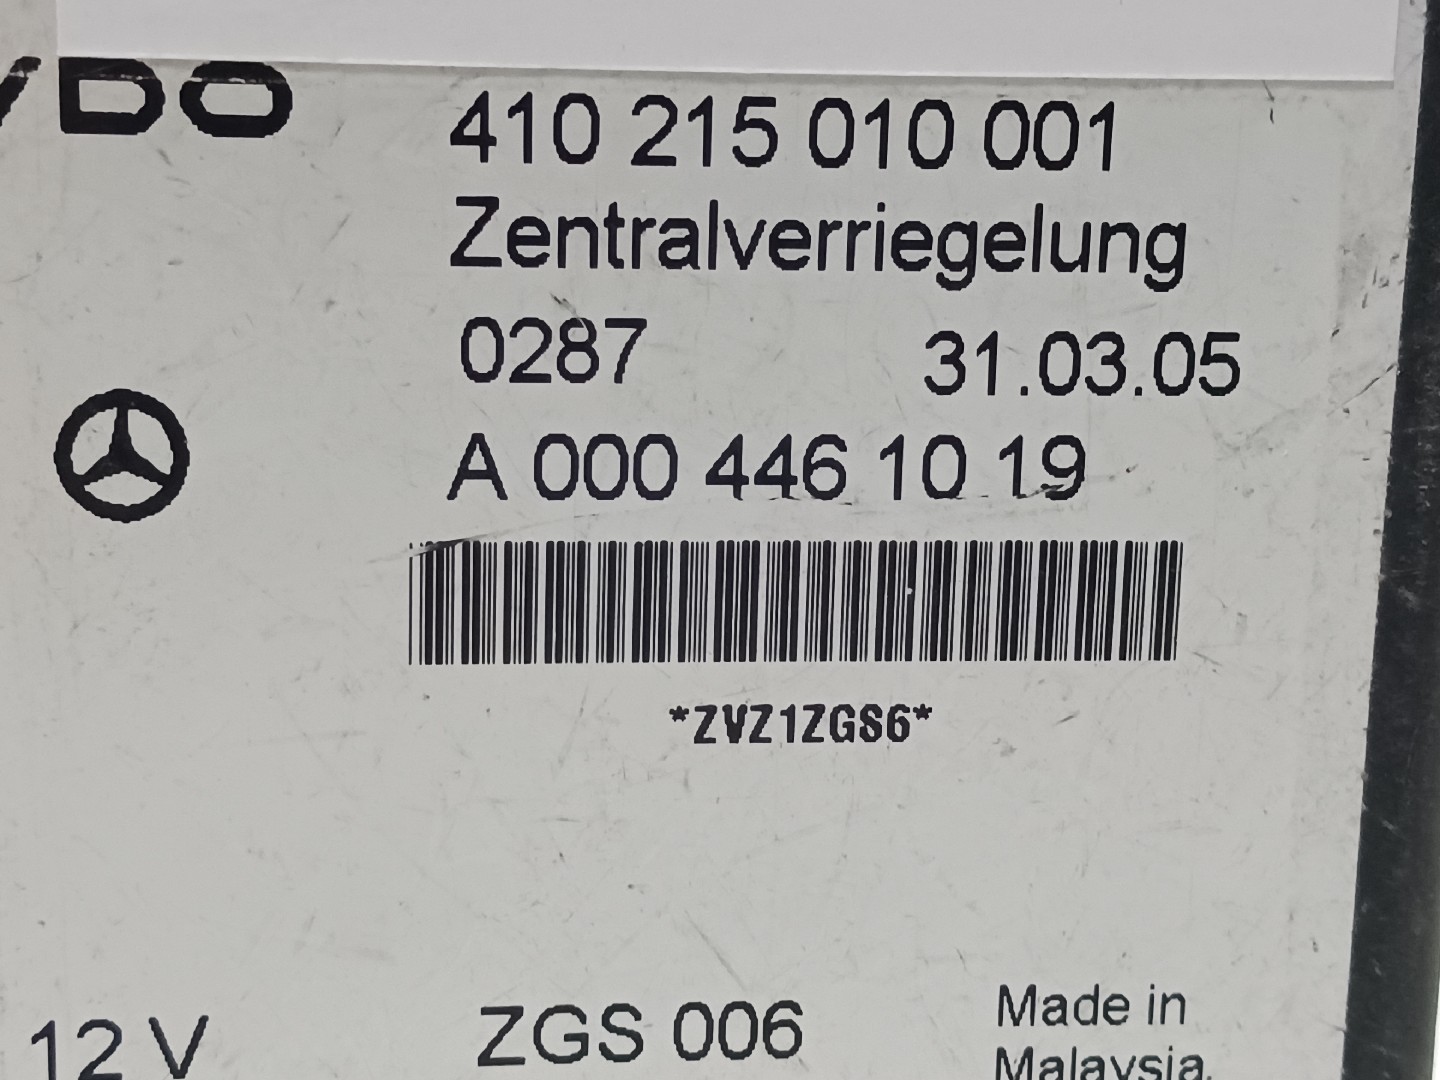 VDO
410 215 010 001
Zentralverriegelung
0287 31.03.05
A 000 446 10 19
*ZVZ1ZGS6*
12 V ZGS 006 Made in
Malaysia